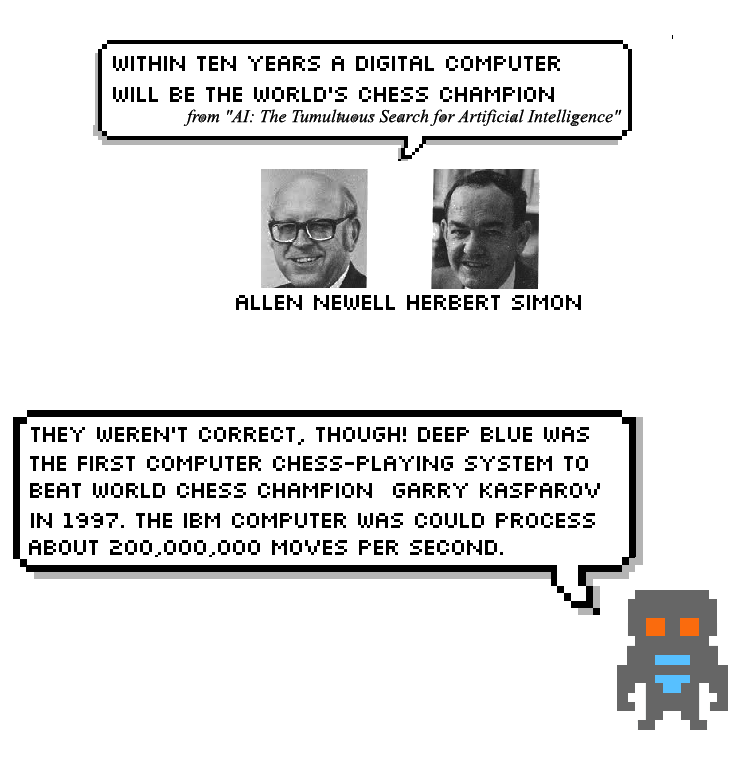 WITHIN TEN YEARS A DIGITAL COMPUTER
WILL BE THE WORLD'S CHESS CHAMPION
from "AI: The Tumultuous Search for Artificial Intelligence"
ALLEN NEWELL HERBERT SIMON
THEY WEREN'T CORRECT, THOUGH! DEEP BLUE WAS
THE FIRST COMPUTER CHESS-PLAYING SYSTEM TO
BEAT WORLD CHESS CHAMPION GARRY KASPAROV
IN 1997. THE IBM COMPUTER WAS COULD PROCESS
ABOUT 200,000,000 MOVES PER SECOND.